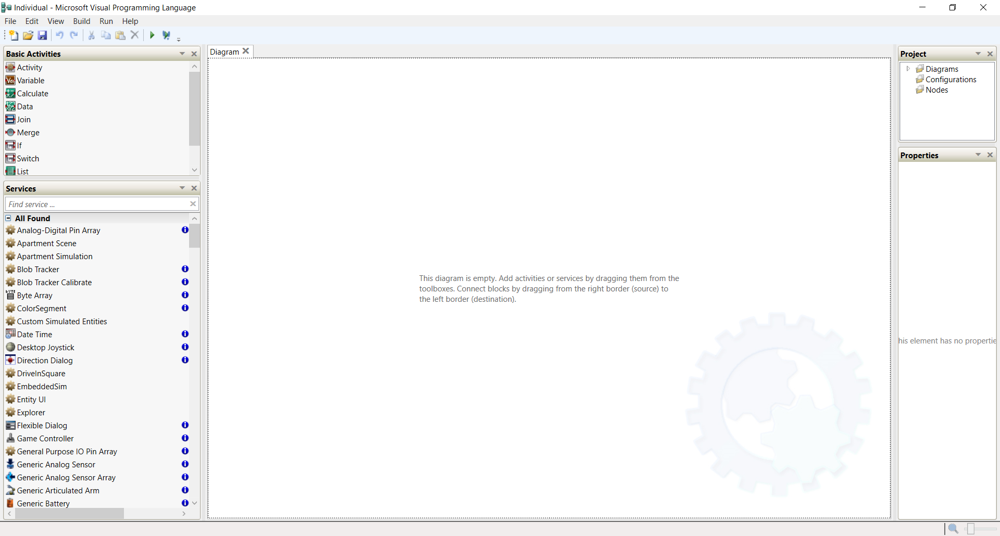 Individual - Microsoft Visual Programming Language
File Edit View Build Run Help
Basic Activities
Activity
Variable
Calculate
Data
Join
Merge
If
Switch
List
Services
Find service ...
All Found
Analog-Digital Pin Array
Apartment Scene
Apartment Simulation
Blob Tracker
Blob Tracker Calibrate
Byte Array
ColorSegment
Custom Simulated Entities
Date Time
Desktop Joystick
Direction Dialog
DriveInSquare
EmbeddedSim
Entity UI
Explorer
Flexible Dialog
Game Controller
General Purpose IO Pin Array
Generic Analog Sensor
Generic Analog Sensor Array
Generic Articulated Arm
Generic Battery
Diagram
This diagram is empty. Add activities or services by dragging them from the
toolboxes. Connect blocks by dragging from the right border (source) to
the left border (destination).
Project
Diagrams
Configurations
Nodes
Properties
his element has no propertie